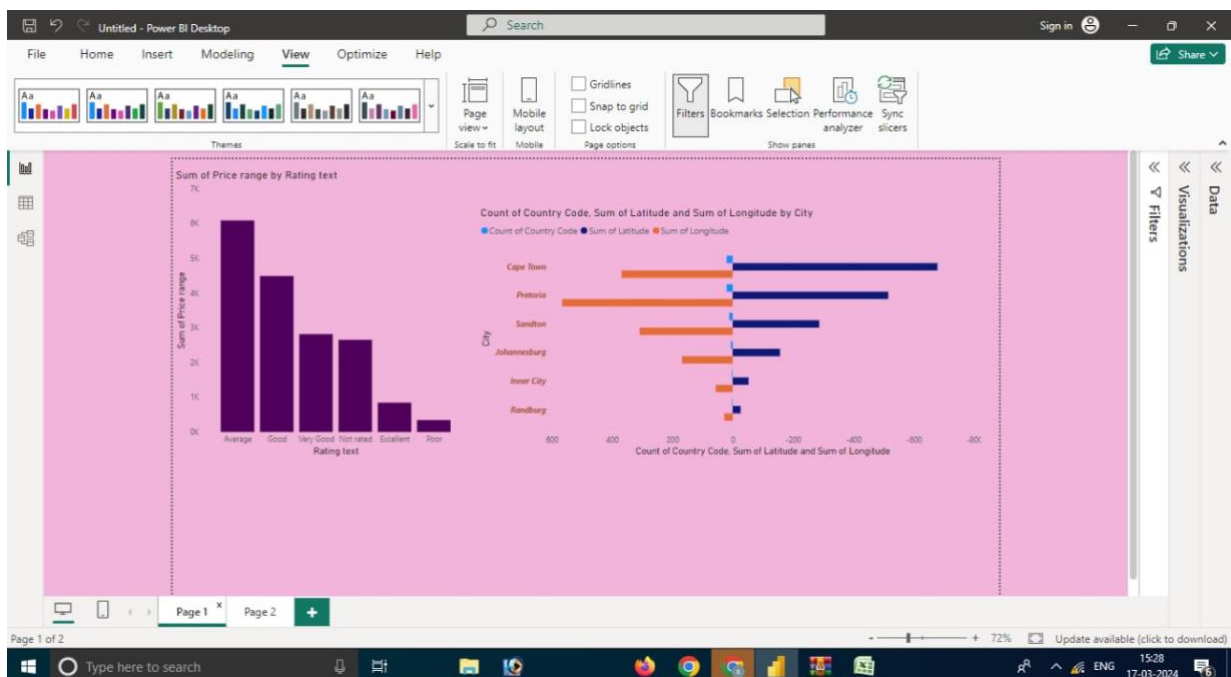 Untitled - Power BI Desktop
Search
Sign in
File Home Insert Modeling View Optimize Help
Share
Aa Aa Aa Aa Aa Aa
Page view
Mobile layout
Gridlines
Snap to grid
Lock objects
Filters
Bookmarks
Selection
Performance analyzer
Sync slicers
Themes
Scale to fit
Mobile
Page options
Show panes
Sum of Price range by Rating text
7K
6K
5K
4K
3K
2K
1K
0K
Sum of Price range
Average Good Very Good Not rated Excellent Poor
Rating text
Count of Country Code, Sum of Latitude and Sum of Longitude by City
Count of Country Code Sum of Latitude Sum of Longitude
Cape Town
Pretoria
Sandton
Johannesburg
Inner City
Randburg
City
600 400 200 0 -200 -400 -600
Count of Country Code, Sum of Latitude and Sum of Longitude
Filters
Visualizations
Data
Page 1 Page 2
Page 1 of 2
72%
Update available (click to download)
Type here to search
ENG
15:28
17-03-2024
6